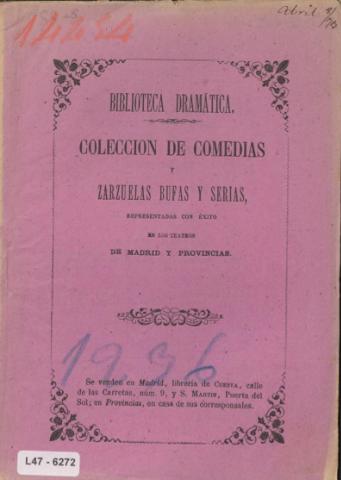 14434
Abril
BIBLIOTECA DRAMÁTICA.
COLECCION DE COMEDIAS
Y
ZARZUELAS BUFAS Y SERIAS,
REPRESENTADAS CON ÉXITO
EN LOS TEATROS
DE MADRID Y PROVINCIAS.
1236
Se venden en Madrid, librería de CUESTA, calle
de las Carretas, núm. 9, y S. MARTIN, Puerta del
Sol; en Provincias, en casa de sus corresponsales.
L47 - 6272